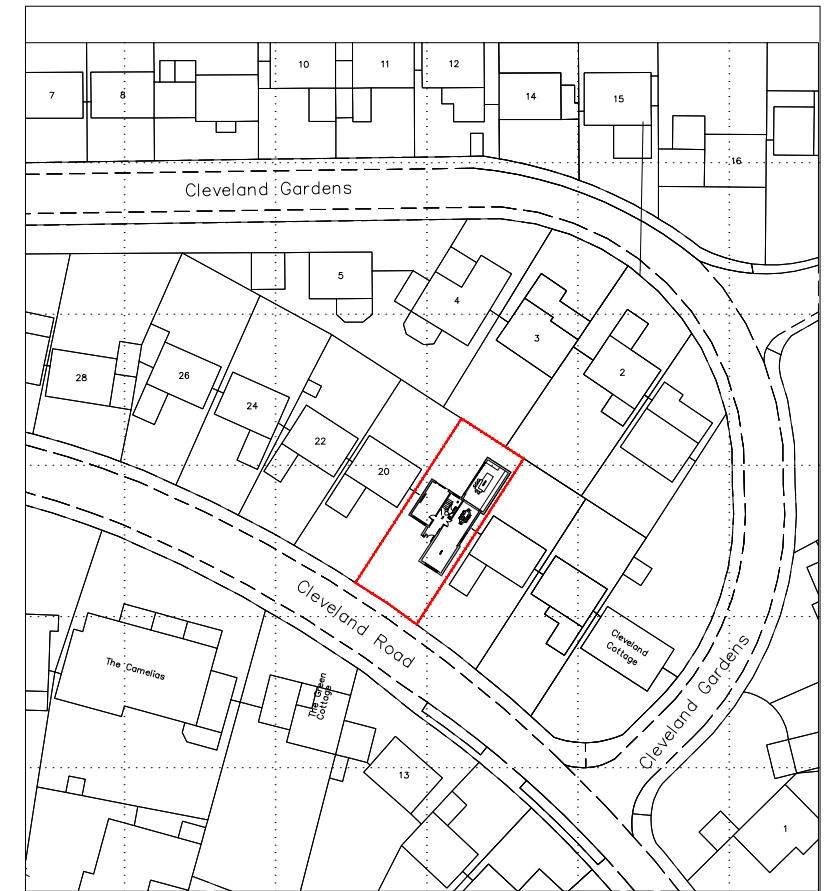 10
11
12
7
8
14
15
16
Cleveland Gardens
5
4
3
2
28
26
24
22
20
Cleveland Road
Cleveland
Cottage
The Camelias
The Green
Cottage
Cleveland Gardens
13
1